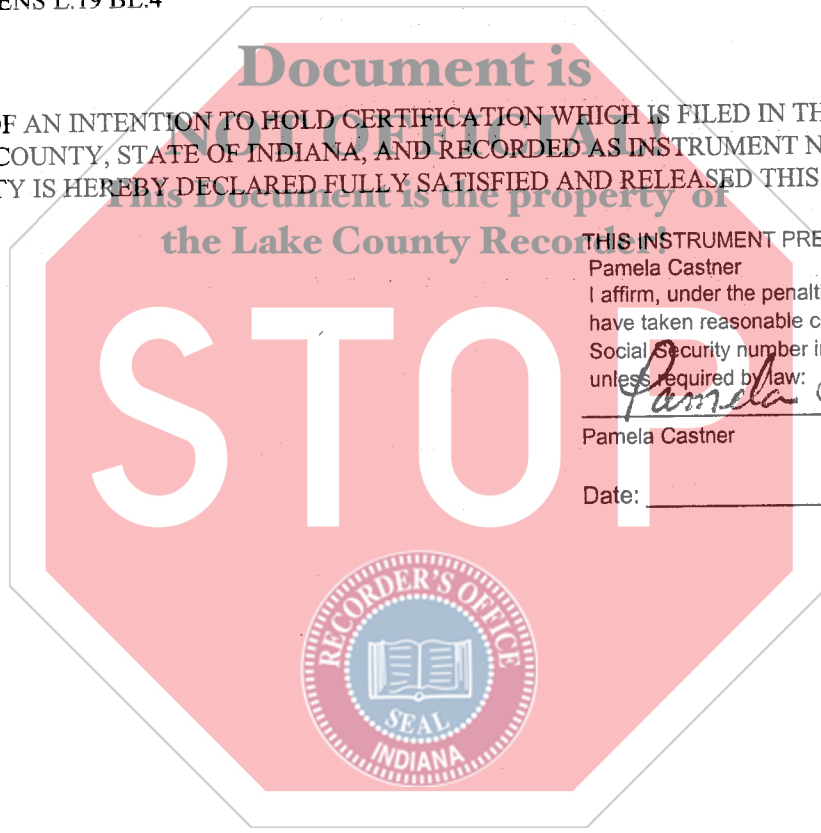 ENS L.19 BL.4
Document is
OF AN INTENTION TO HOLD CERTIFICATION WHICH IS FILED IN TH
NOT OFFICIAL!
COUNTY, STATE OF INDIANA, AND RECORDED AS INSTRUMENT N
TY IS HEREBY DECLARED FULLY SATISFIED AND RELEASED THIS
This Document is the property of
the Lake County Recorder!
THIS INSTRUMENT PRE
Pamela Castner
I affirm, under the penalt
have taken reasonable c
Social Security number i
unless required by law:
Pamela
Pamela Castner
Date:
STOP
RECORDER'S OFFICE
SEAL
INDIANA